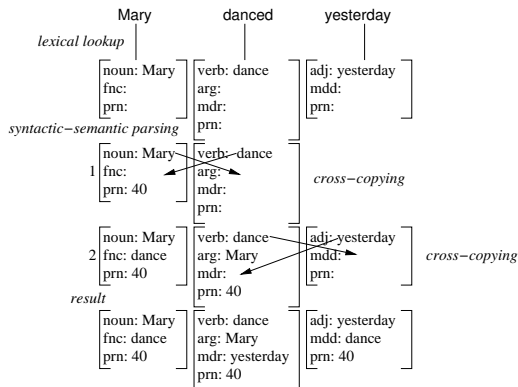 Mary danced yesterday
lexical lookup
noun: Mary verb: dance adj: yesterday
fnc: arg: mdd:
prn: mdr: prn:
prn:
syntactic−semantic parsing
noun: Mary verb: dance
1 fnc: arg: cross−copying
prn: 40 mdr:
prn:
noun: Mary verb: dance adj: yesterday
2 fnc: dance arg: Mary mdd: cross−copying
prn: 40 mdr: prn:
prn: 40
result
noun: Mary verb: dance adj: yesterday
fnc: dance arg: Mary mdd: dance
prn: 40 mdr: yesterday prn: 40
prn: 40